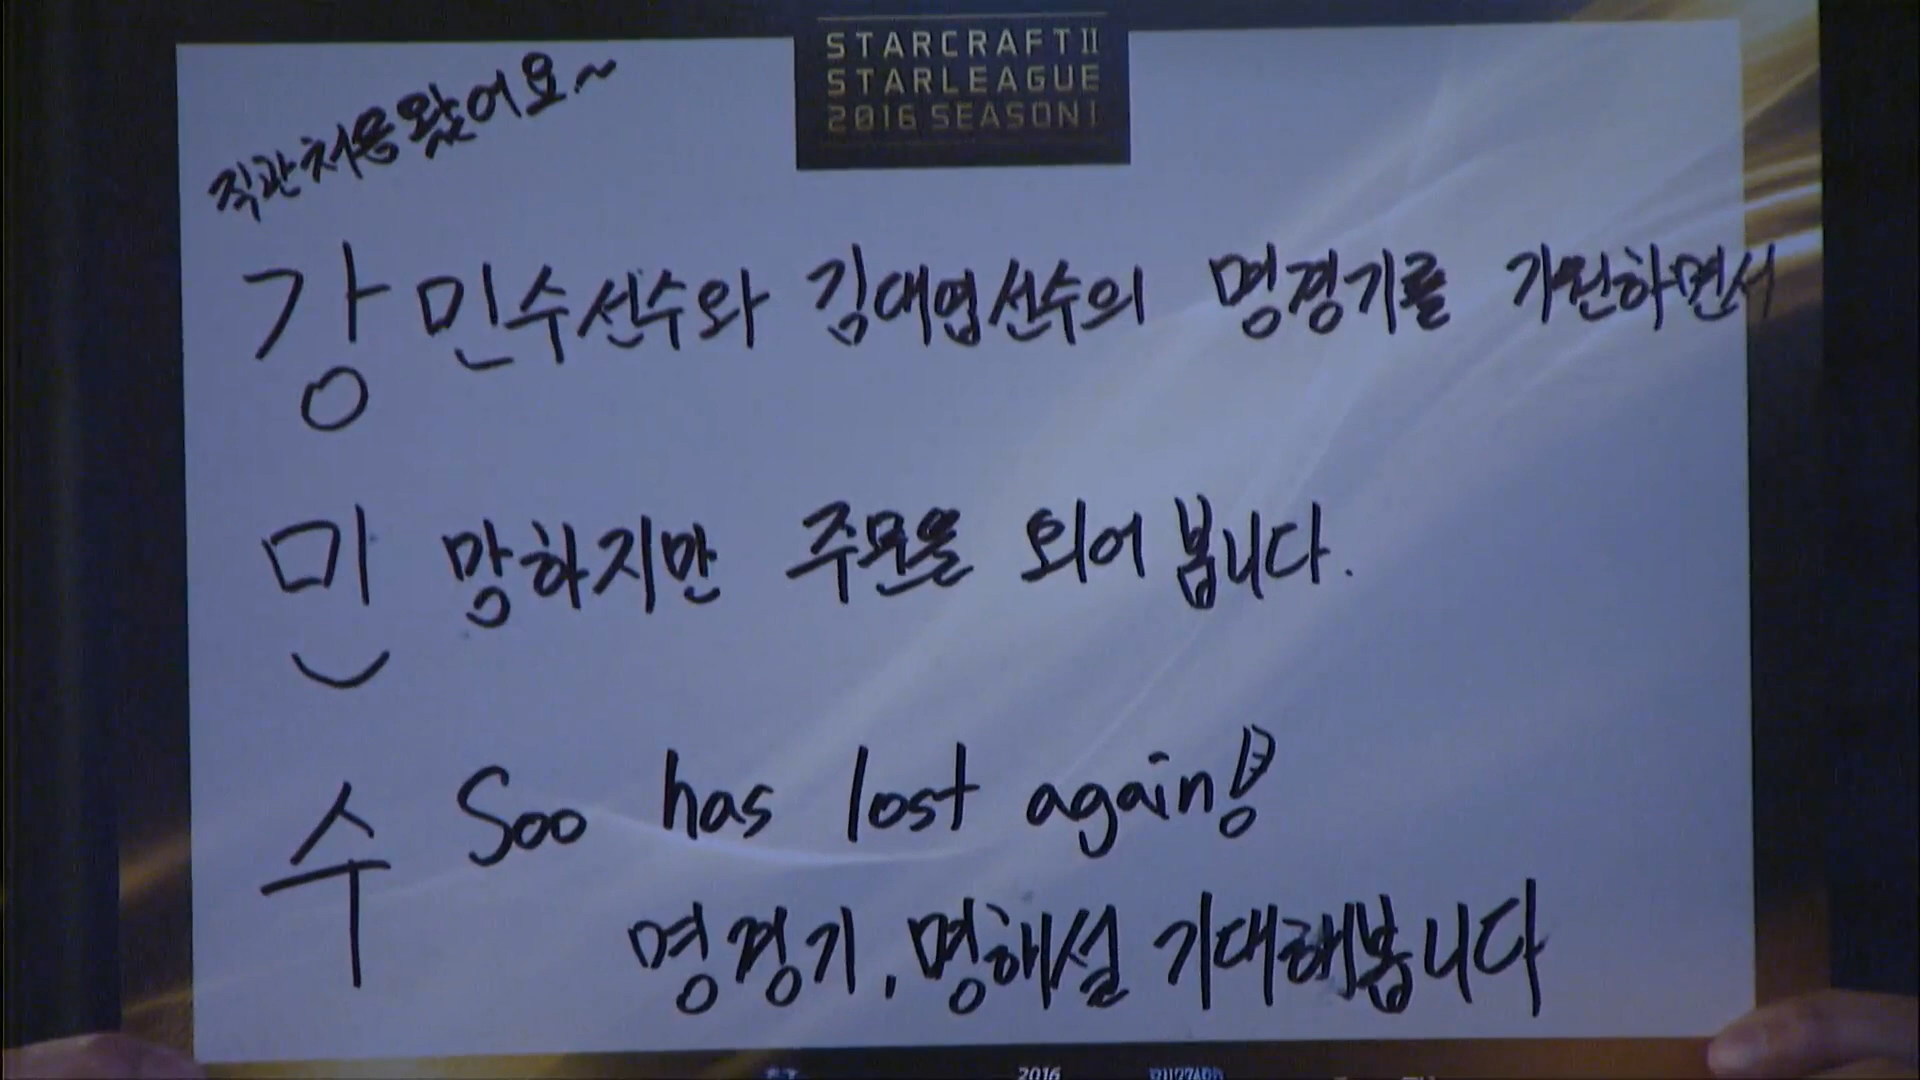 STARCRAFT II
STARLEAGUE
2016 SEASON 1
직관 처음 왔어요~
강민수선수와 김대엽선수의 명경기를 기원하면서
민망하지만 주문을 외어 봅니다.
수 Soo has lost again!
명경기, 명해설 기대해봅니다
2016